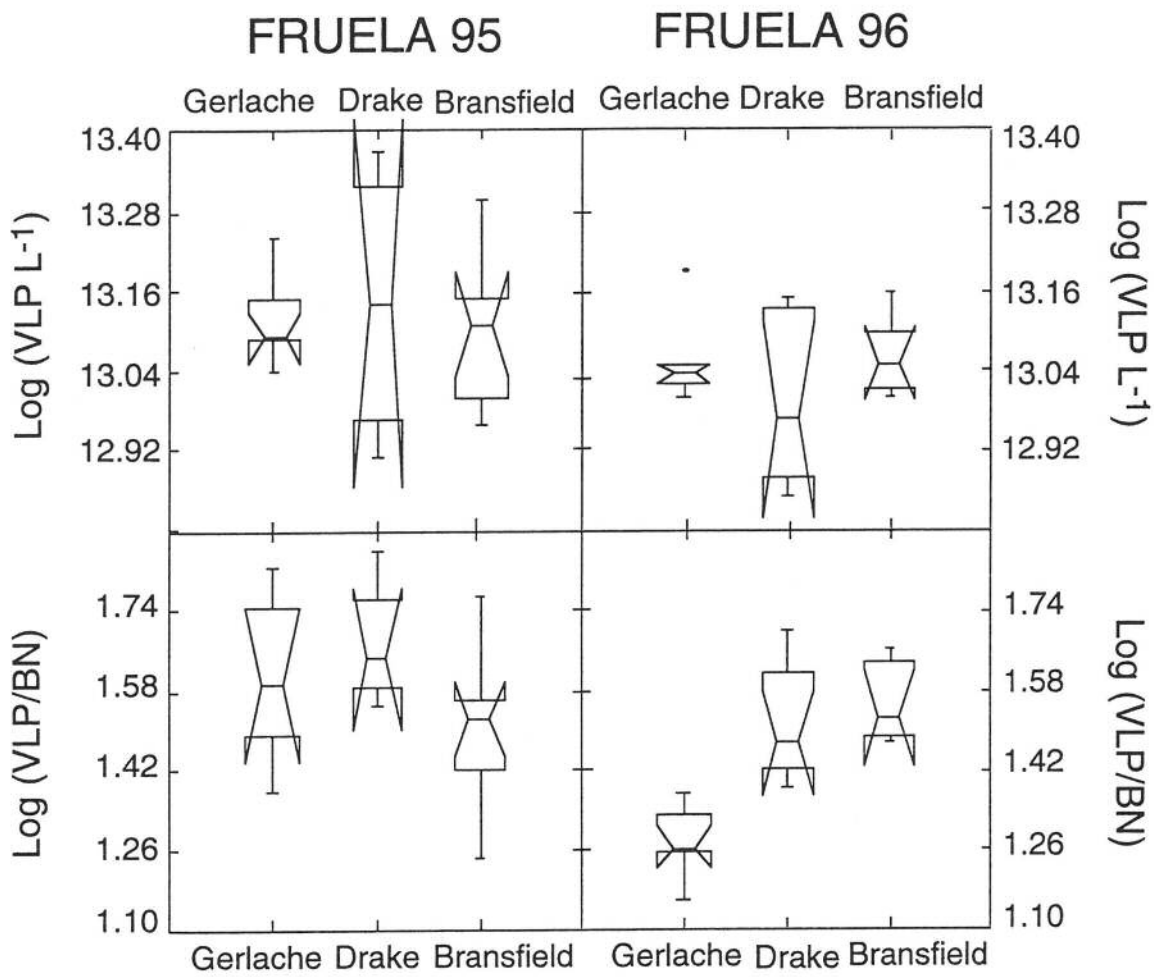 FRUELA 95 FRUELA 96
Gerlache Drake Bransfield Gerlache Drake Bransfield
13.40 13.40
13.28 13.28
13.16 13.16
13.04 13.04
12.92 12.92
Log (VLP L-1)
Log (VLP L-1)
1.74 1.74
1.58 1.58
1.42 1.42
1.26 1.26
1.10 1.10
Log (VLP/BN)
Log (VLP/BN)
Gerlache Drake Bransfield Gerlache Drake Bransfield